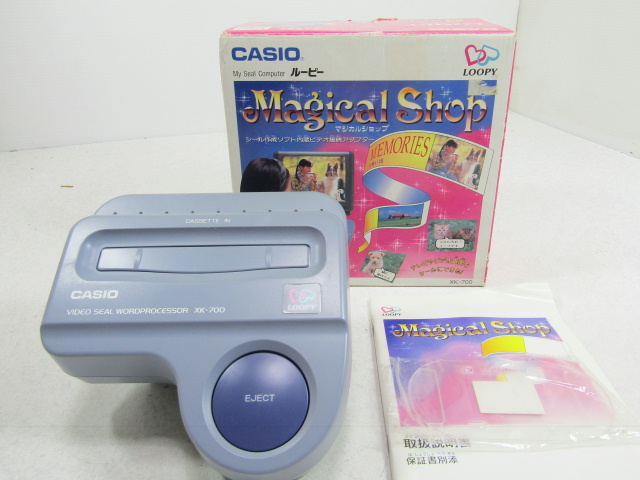 CASIO
My Seal Computer ルーピー
LOOPY
Magical Shop
マジカルショップ
シール作成ソフト内蔵ビデオ接続アダプター
MEMORIES
XK-700
CASSETTE IN
CASIO
VIDEO SEAL WORDPROCESSOR XK-700
LOOPY
EJECT
LOOPY
Magical Shop
取扱説明書
保証書別添